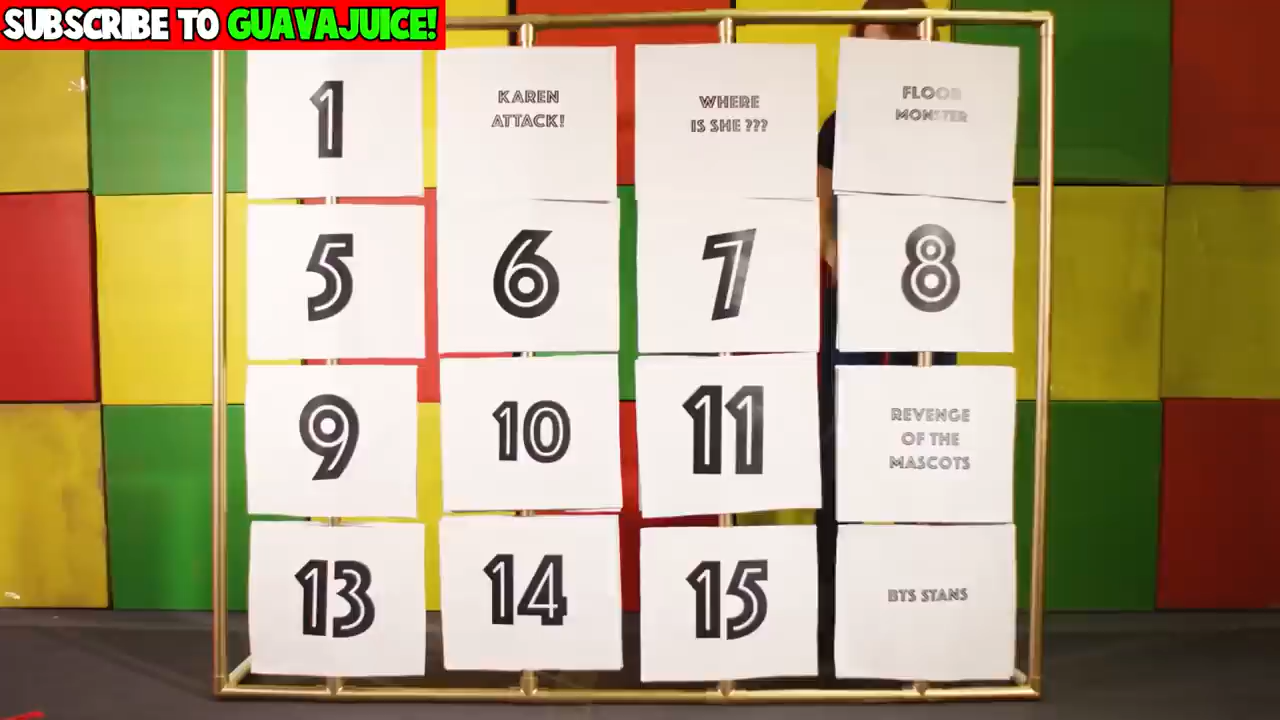 SUBSCRIBE TO GUAVAJUICE!
1
KAREN
ATTACK!
WHERE
IS SHE ???
FLOOR
MONSTER
5
6
7
8
9
10
11
REVENGE
OF THE
MASCOTS
13
14
15
BTS STANS